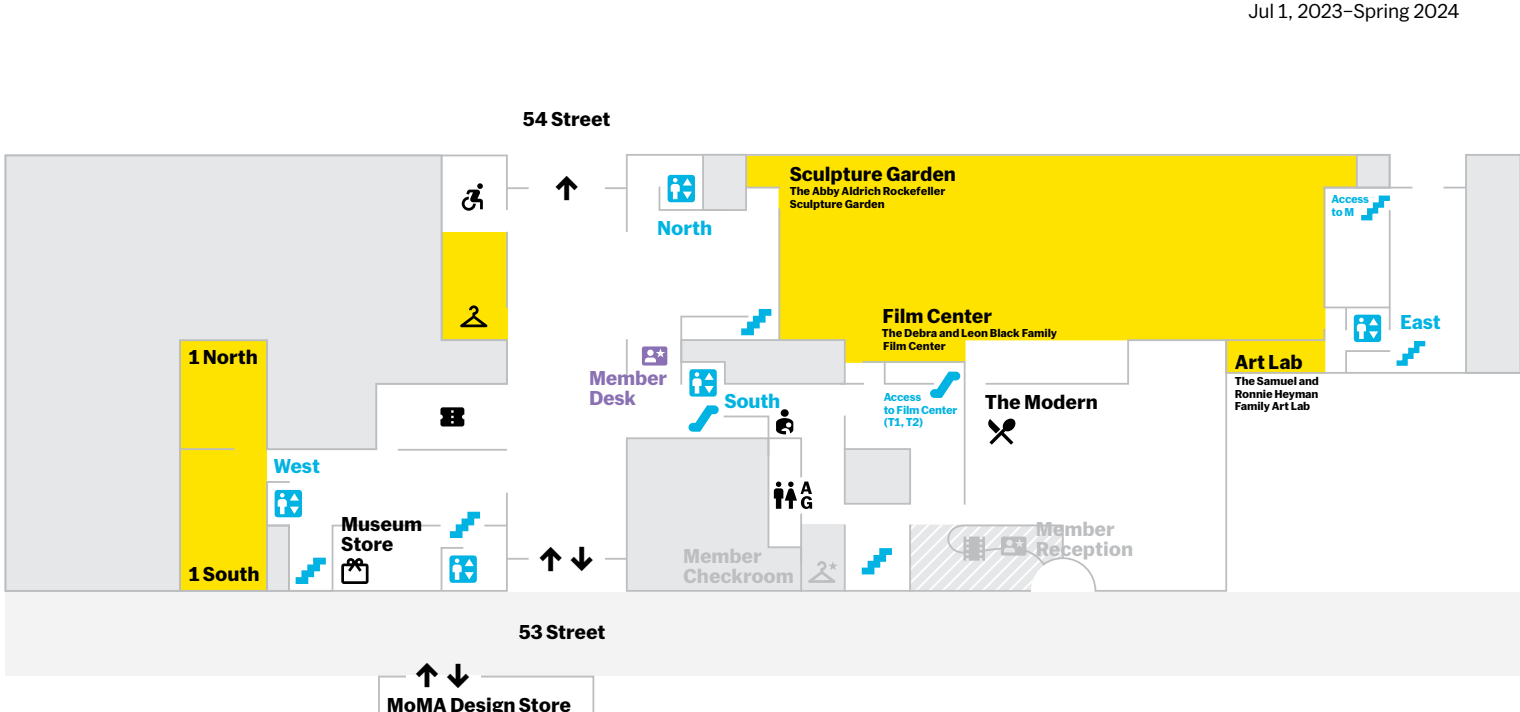 Jul 1, 2023–Spring 2024
54 Street
Sculpture Garden
The Abby Aldrich Rockefeller
Sculpture Garden
Access
to M
North
Film Center
The Debra and Leon Black Family
Film Center
East
1 North
Member
Desk
Art Lab
The Samuel and
Ronnie Heyman
Family Art Lab
South
Access
to Film Center
(T1, T2)
The Modern
West
A
G
Museum
Store
Member
Reception
Member
Checkroom
1 South
53 Street
MoMA Design Store